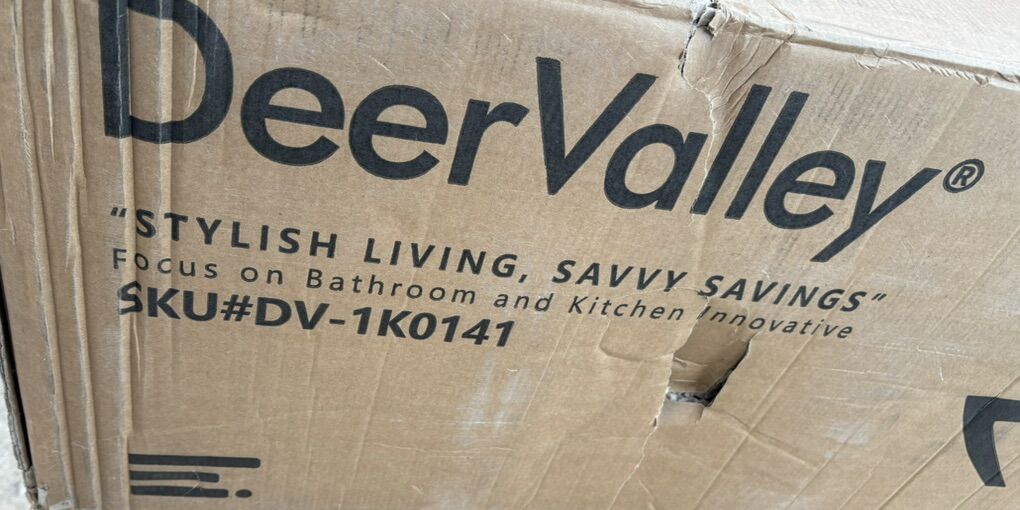 DeerValley®
"STYLISH LIVING, SAVVY SAVINGS"
Focus on Bathroom and Kitchen Innovative
SKU#DV-1K0141